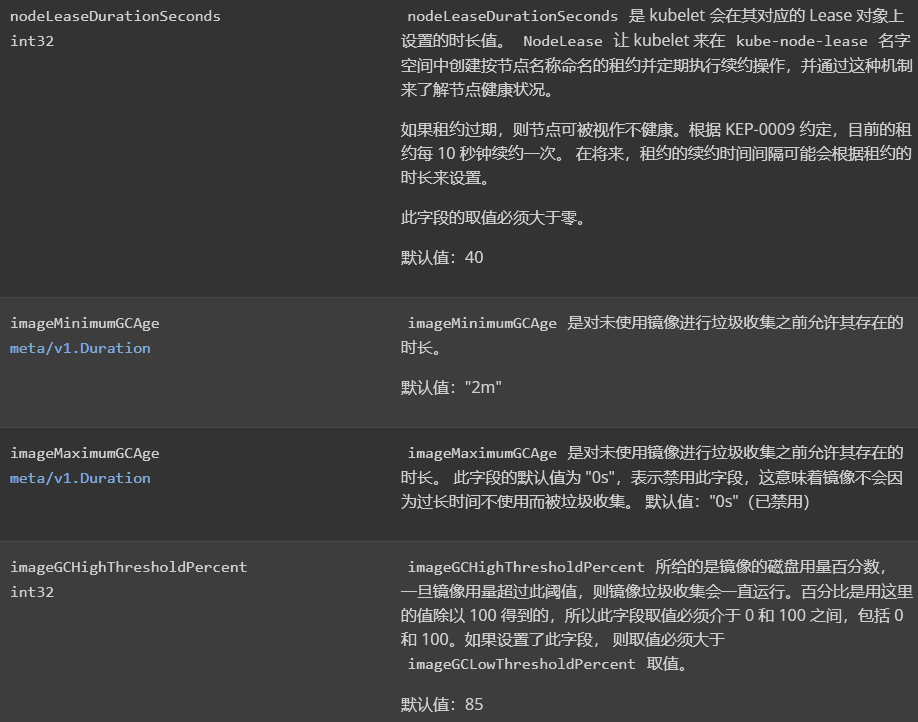 nodeLeaseDurationSeconds
int32
nodeLeaseDurationSeconds 是 kubelet 会在其对应的 Lease 对象上
设置的时长值。 NodeLease 让 kubelet 来在 kube-node-lease 名字
空间中创建按节点名称命名的租约并定期执行续约操作，并通过这种机制
来了解节点健康状况。
如果租约过期，则节点可被视作不健康。根据 KEP-0009 约定，目前的租
约每 10 秒钟续约一次。 在将来，租约的续约时间间隔可能会根据租约的
时长来设置。
此字段的取值必须大于零。
默认值：40
imageMinimumGCAge
meta/v1.Duration
imageMinimumGCAge 是对未使用镜像进行垃圾收集之前允许其存在的
时长。
默认值："2m"
imageMaximumGCAge
meta/v1.Duration
imageMaximumGCAge 是对未使用镜像进行垃圾收集之前允许其存在的
时长。 此字段的默认值为 "0s"，表示禁用此字段，这意味着镜像不会因
为过长时间不使用而被垃圾收集。 默认值："0s"（已禁用）
imageGCHighThresholdPercent
int32
imageGCHighThresholdPercent 所给的是镜像的磁盘用量百分数，
一旦镜像用量超过此阈值，则镜像垃圾收集会一直运行。百分比是用这里
的值除以 100 得到的，所以此字段取值必须介于 0 和 100 之间，包括 0
和 100。如果设置了此字段， 则取值必须大于
imageGCLowThresholdPercent 取值。
默认值：85